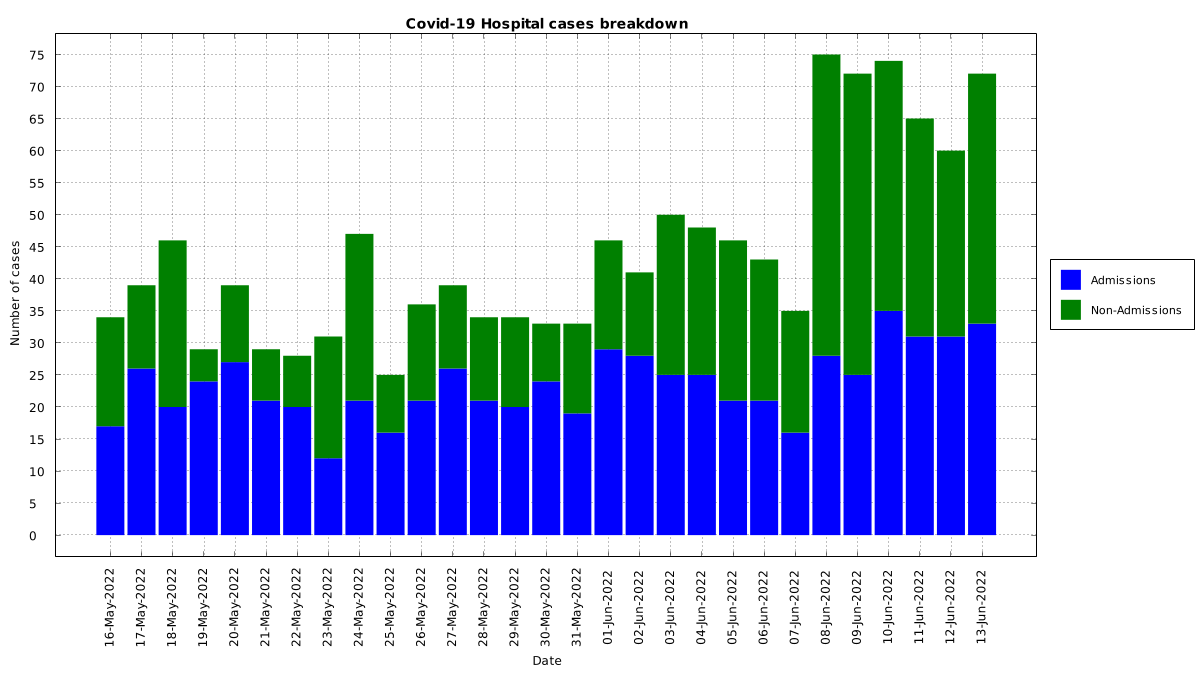 Covid-19 Hospital cases breakdown
75
70
65
60
55
50
45
40
35
30
25
20
15
10
5
0
Number of cases
Admissions
Non-Admissions
16-May-2022
17-May-2022
18-May-2022
19-May-2022
20-May-2022
21-May-2022
22-May-2022
23-May-2022
24-May-2022
25-May-2022
26-May-2022
27-May-2022
28-May-2022
29-May-2022
30-May-2022
31-May-2022
01-Jun-2022
02-Jun-2022
03-Jun-2022
04-Jun-2022
05-Jun-2022
06-Jun-2022
07-Jun-2022
08-Jun-2022
09-Jun-2022
10-Jun-2022
11-Jun-2022
12-Jun-2022
13-Jun-2022
Date